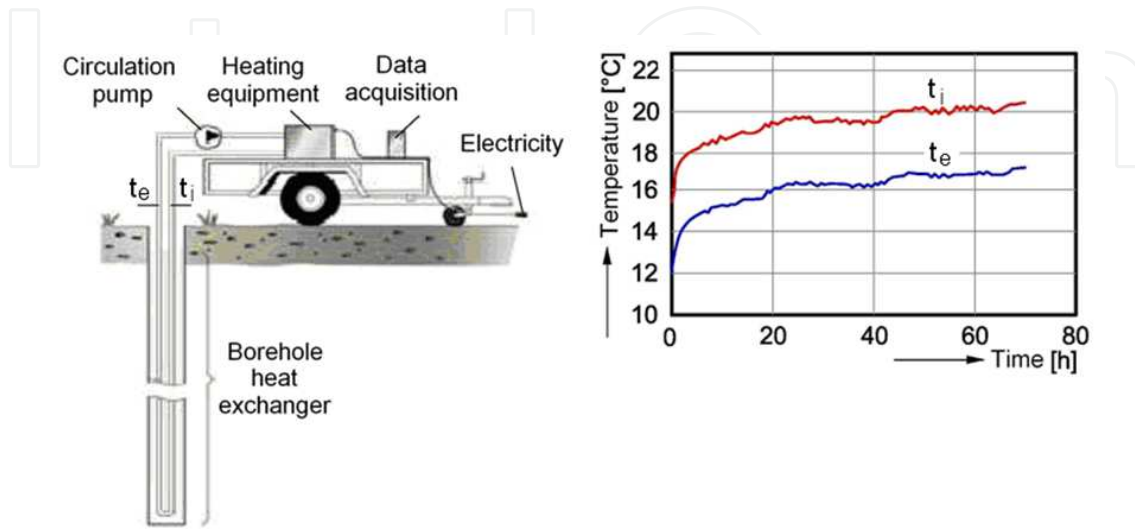 Circulation
pump
Heating
equipment
Data
acquisition
Electricity
te
ti
Borehole
heat
exchanger
Temperature [°C]
22
20
18
16
14
12
10
ti
te
0
20
40
60
80
Time [h]